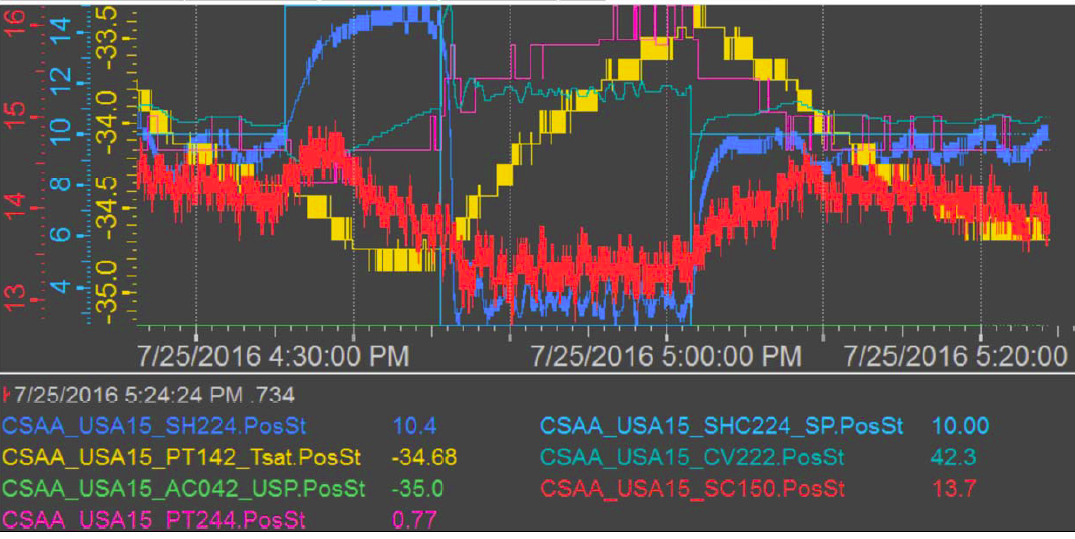 16
15
14
13
14
12
10
8
6
4
-33.5
-34.0
-34.5
-35.0
7/25/2016 4:30:00 PM 7/25/2016 5:00:00 PM 7/25/2016 5:20:00
7/25/2016 5:24:24 PM .734
CSAA_USA15_SH224.PosSt 10.4 CSAA_USA15_SHC224_SP.PosSt 10.00
CSAA_USA15_PT142_Tsat.PosSt -34.68 CSAA_USA15_CV222.PosSt 42.3
CSAA_USA15_AC042_USP.PosSt -35.0 CSAA_USA15_SC150.PosSt 13.7
CSAA_USA15_PT244.PosSt 0.77